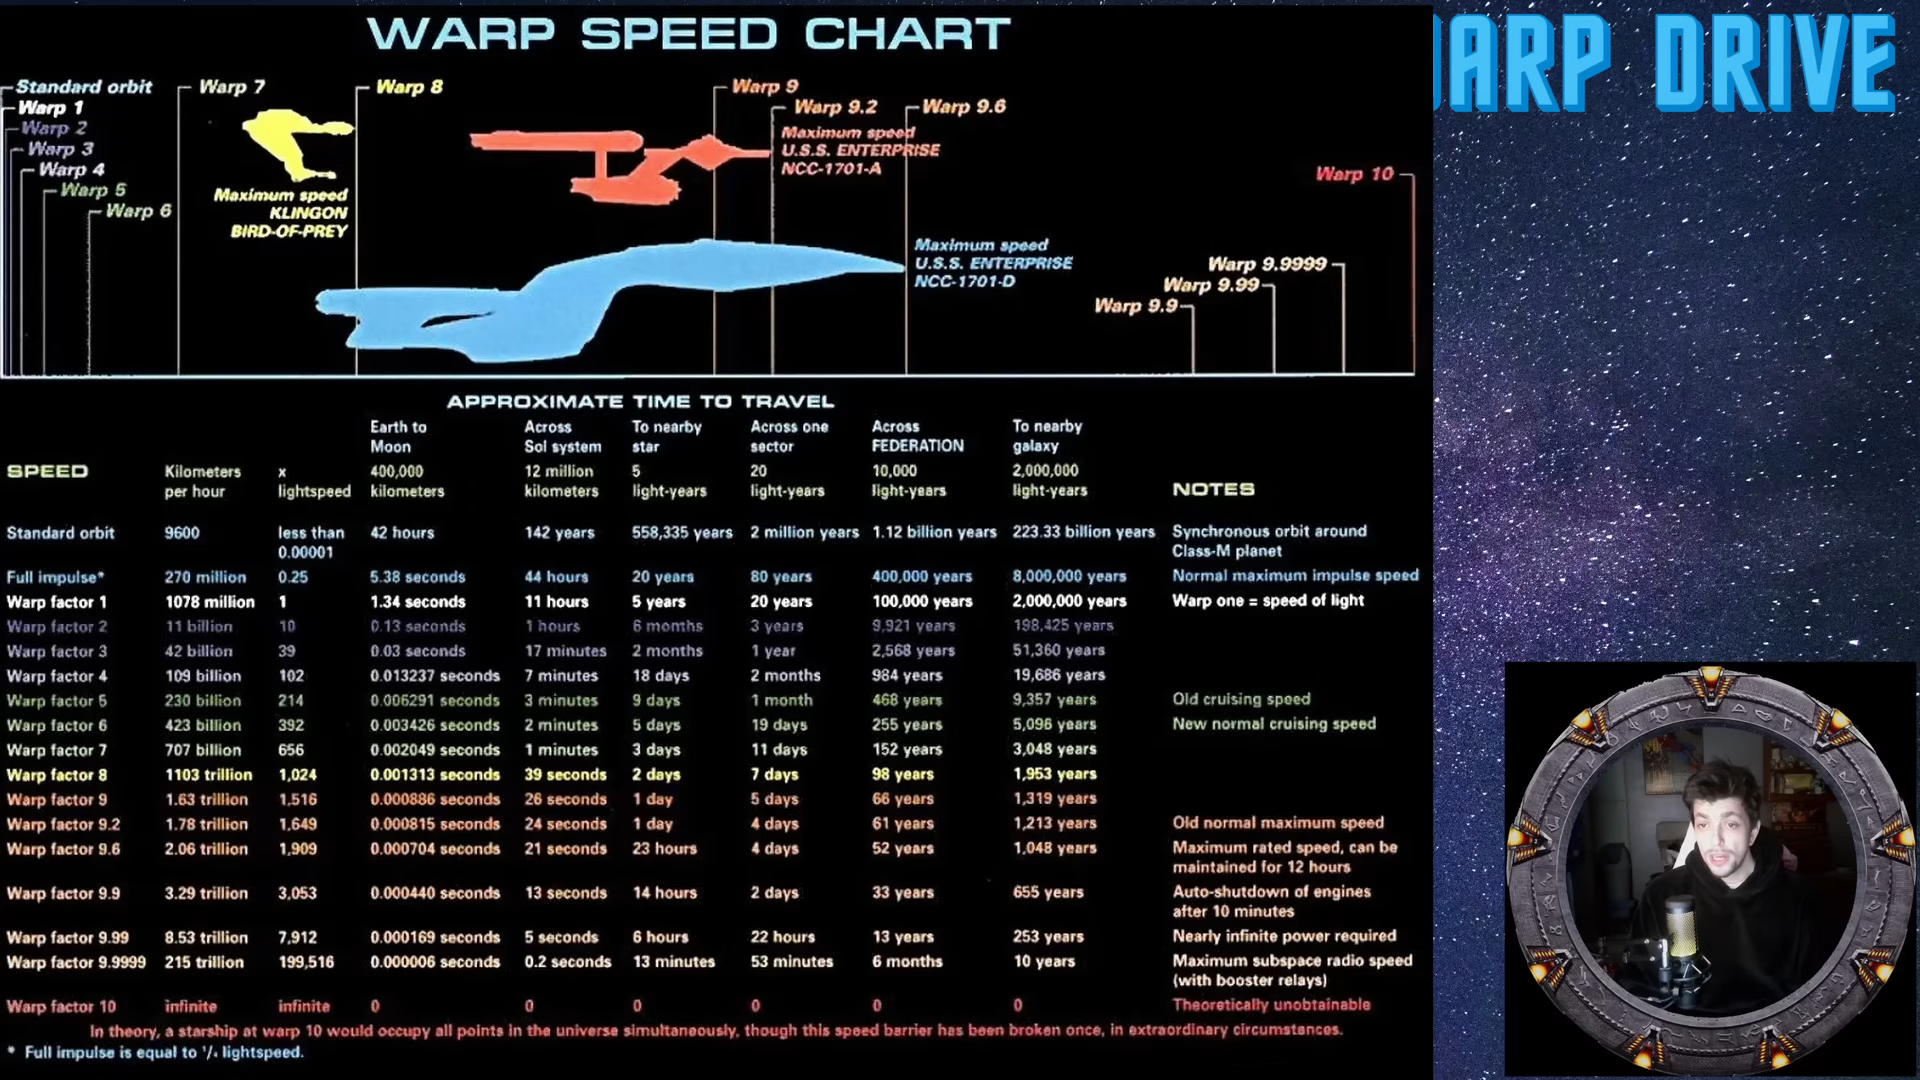 WARP SPEED CHART
ARP DRIVE
Standard orbit
Warp 1
Warp 2
Warp 3
Warp 4
Warp 5
Warp 6
Warp 7
Maximum speed
KLINGON
BIRD-OF-PREY
Warp 8
Warp 9
Warp 9.2
Maximum speed
U.S.S. ENTERPRISE
NCC-1701-A
Warp 9.6
Maximum speed
U.S.S. ENTERPRISE
NCC-1701-D
Warp 10
Warp 9.9999
Warp 9.99
Warp 9.9
APPROXIMATE TIME TO TRAVEL
Earth to Across To nearby Across one Across To nearby
Moon Sol system star sector FEDERATION galaxy
SPEED Kilometers x 400,000 12 million 5 20 10,000 2,000,000
per hour lightspeed kilometers kilometers light-years light-years light-years light-years NOTES
Standard orbit 9600 less than 42 hours 142 years 558,335 years 2 million years 1.12 billion years 223.33 billion years Synchronous orbit around
0.00001 Class-M planet
Full impulse* 270 million 0.25 5.38 seconds 44 hours 20 years 80 years 400,000 years 8,000,000 years Normal maximum impulse speed
Warp factor 1 1078 million 1 1.34 seconds 11 hours 5 years 20 years 100,000 years 2,000,000 years Warp one = speed of light
Warp factor 2 11 billion 10 0.13 seconds 1 hours 6 months 3 years 9,921 years 198,425 years
Warp factor 3 42 billion 39 0.03 seconds 17 minutes 2 months 1 year 2,568 years 51,360 years
Warp factor 4 109 billion 102 0.013237 seconds 7 minutes 18 days 2 months 984 years 19,686 years
Warp factor 5 230 billion 214 0.006291 seconds 3 minutes 9 days 1 month 468 years 9,357 years Old cruising speed
Warp factor 6 423 billion 392 0.003426 seconds 2 minutes 5 days 19 days 255 years 5,096 years New normal cruising speed
Warp factor 7 707 billion 656 0.002049 seconds 1 minutes 3 days 11 days 152 years 3,048 years
Warp factor 8 1103 trillion 1,024 0.001313 seconds 39 seconds 2 days 7 days 98 years 1,953 years
Warp factor 9 1.63 trillion 1,516 0.000886 seconds 26 seconds 1 day 5 days 66 years 1,319 years
Warp factor 9.2 1.78 trillion 1,649 0.000815 seconds 24 seconds 1 day 4 days 61 years 1,213 years Old normal maximum speed
Warp factor 9.6 2.06 trillion 1,909 0.000704 seconds 21 seconds 23 hours 4 days 52 years 1,048 years Maximum rated speed, can be
maintained for 12 hours
Warp factor 9.9 3.29 trillion 3,053 0.000440 seconds 13 seconds 14 hours 2 days 33 years 655 years Auto-shutdown of engines
after 10 minutes
Warp factor 9.99 8.53 trillion 7,912 0.000169 seconds 5 seconds 6 hours 22 hours 13 years 253 years Nearly infinite power required
Warp factor 9.9999 215 trillion 199,516 0.000006 seconds 0.2 seconds 13 minutes 53 minutes 6 months 10 years Maximum subspace radio speed
(with booster relays)
Warp factor 10 infinite infinite 0 0 0 0 0 0 Theoretically unobtainable
In theory, a starship at warp 10 would occupy all points in the universe simultaneously, though this speed barrier has been broken once, in extraordinary circumstances.
* Full impulse is equal to ¹/₄ lightspeed.